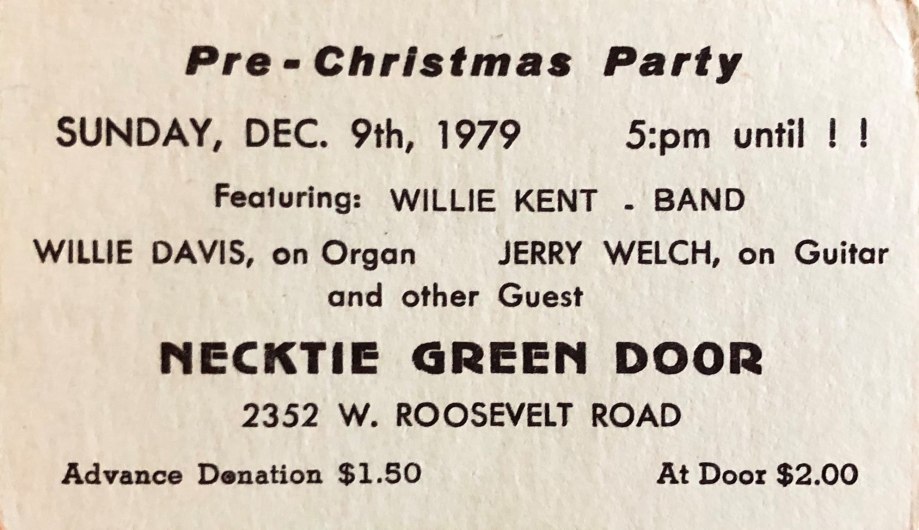 Pre - Christmas Party
SUNDAY, DEC. 9th, 1979 5:pm until ! !
Featuring: WILLIE KENT - BAND
WILLIE DAVIS, on Organ JERRY WELCH, on Guitar
and other Guest
NECKTIE GREEN DOOR
2352 W. ROOSEVELT ROAD
Advance Donation $1.50 At Door $2.00